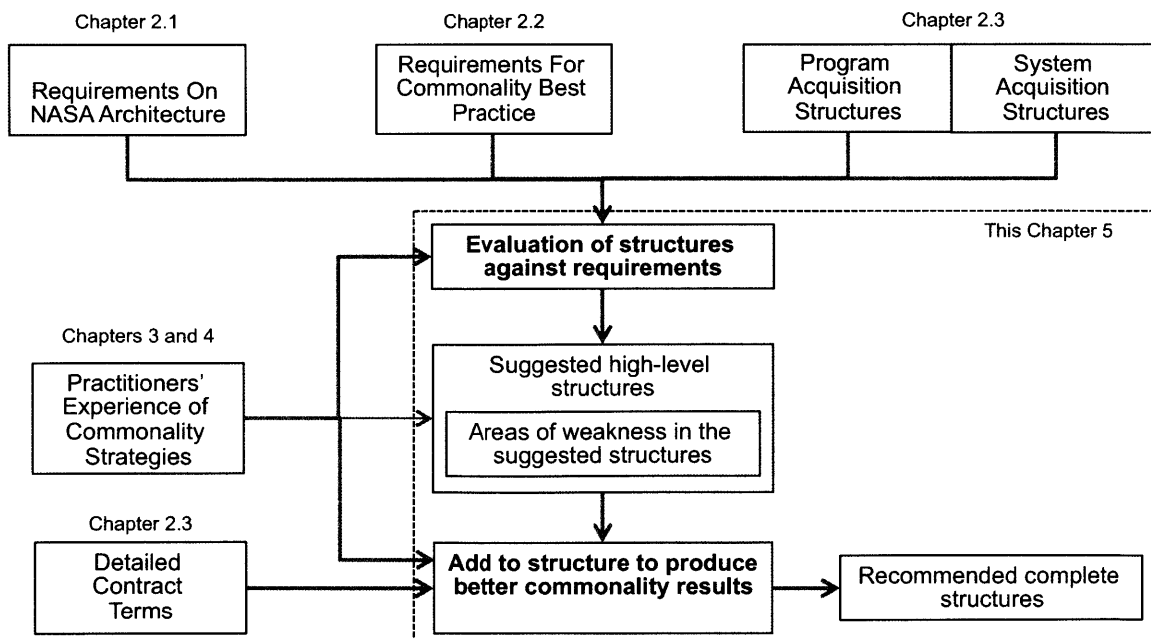 Chapter 2.1
Chapter 2.2
Chapter 2.3
Requirements On
NASA Architecture
Requirements For
Commonality Best
Practice
Program
Acquisition
Structures
System
Acquisition
Structures
This Chapter 5
Evaluation of structures
against requirements
Chapters 3 and 4
Practitioners'
Experience of
Commonality
Strategies
Suggested high-level
structures
Areas of weakness in the
suggested structures
Chapter 2.3
Detailed
Contract
Terms
Add to structure to produce
better commonality results
Recommended complete
structures